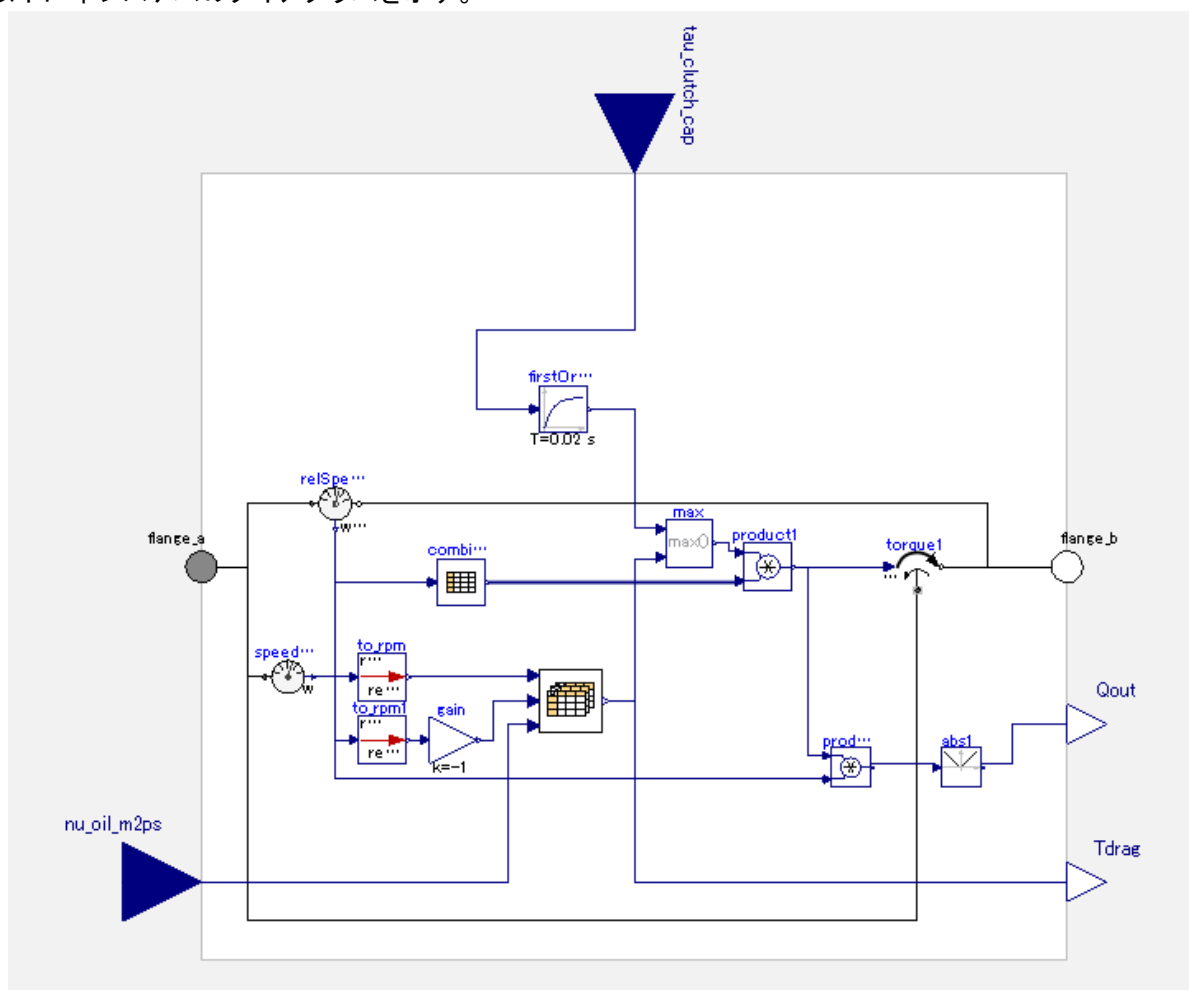 tau_clutch_cap
firstOr...
T=0.02 s
relSpe...
w...
flange_a
combi...
max
max()
product1
torque1
...
flange_b
speed...
w
to_rpm
r...
re...
to_rpm1
r...
re...
gain
k=-1
prod...
abs1
Qout
nu_oil_m2ps
Tdrag